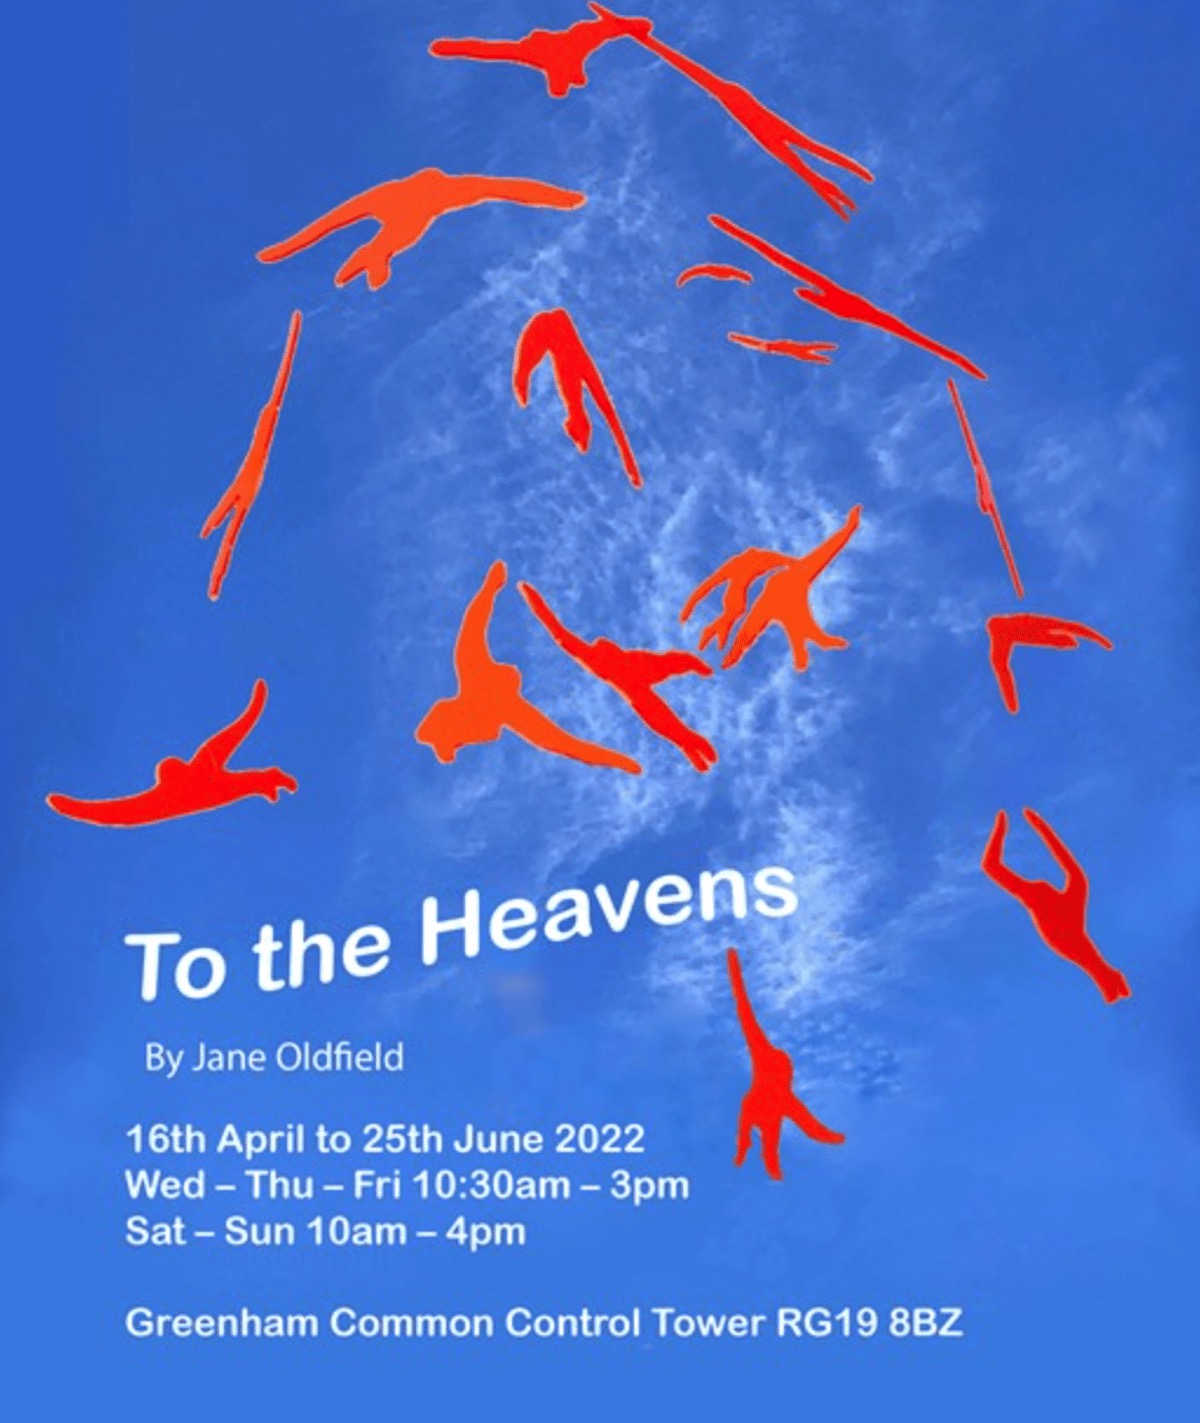 To the Heavens
By Jane Oldfield
16th April to 25th June 2022
Wed – Thu – Fri 10:30am – 3pm
Sat – Sun 10am – 4pm
Greenham Common Control Tower RG19 8BZ